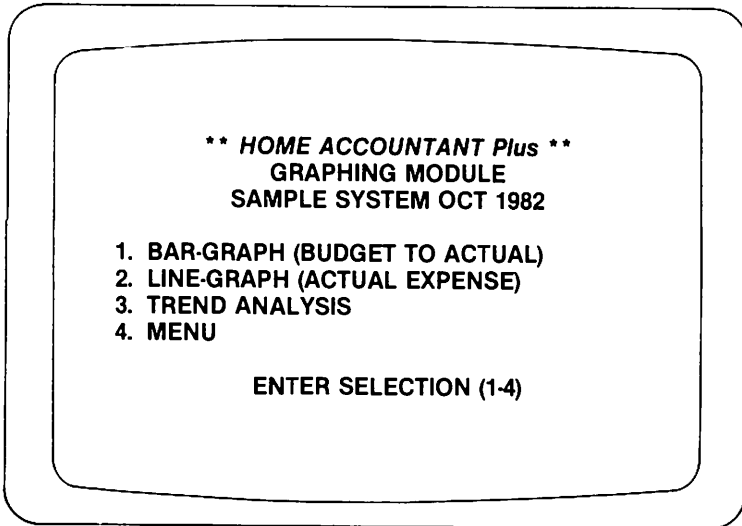 ** HOME ACCOUNTANT Plus **
GRAPHING MODULE
SAMPLE SYSTEM OCT 1982
1. BAR-GRAPH (BUDGET TO ACTUAL)
2. LINE-GRAPH (ACTUAL EXPENSE)
3. TREND ANALYSIS
4. MENU
ENTER SELECTION (1-4)